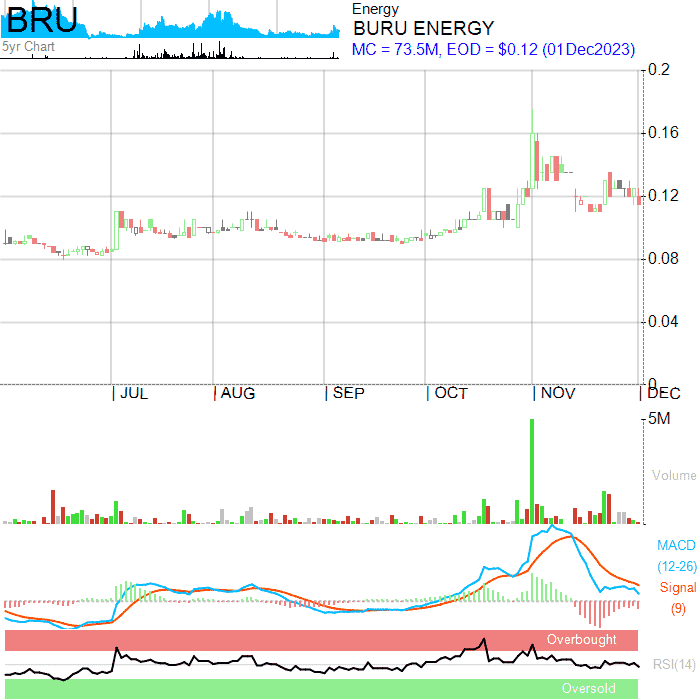 BRU
5yr Chart
Energy
BURU ENERGY
MC = 73.5M, EOD = $0.12 (01Dec2023)
0.2
0.16
0.12
0.08
0.04
0
JUL AUG SEP OCT NOV DEC
5M
Volume
MACD
(12-26)
Signal
(9)
Overbought
RSI(14)
Oversold